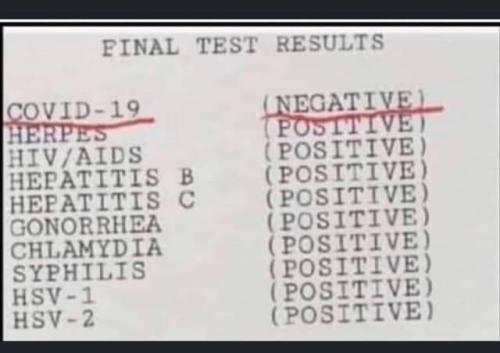 FINAL TEST RESULTS
COVID-19 (NEGATIVE)
HERPES (POSITIVE)
HIV/AIDS (POSITIVE)
HEPATITIS B (POSITIVE)
HEPATITIS C (POSITIVE)
GONORRHEA (POSITIVE)
CHLAMYDIA (POSITIVE)
SYPHILIS (POSITIVE)
HSV-1 (POSITIVE)
HSV-2 (POSITIVE)